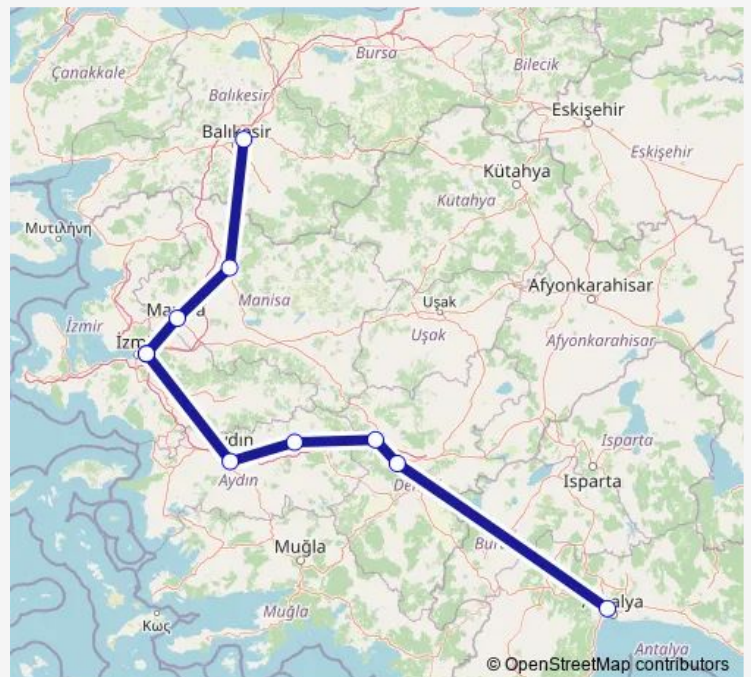 Bursa
Çanakkale
Bilecik
Balıkesir
Eskişehir
Balıkesir
Eskişehir
Kütahya
Kütahya
Μυτιλήνη
Afyonkarahisar
Manisa
Uşak
İzmir
Uşak
Afyonkarahisar
Isparta
Aydın
Isparta
Muğla
Muğla
Κως
Antalya
© OpenStreetMap contributors